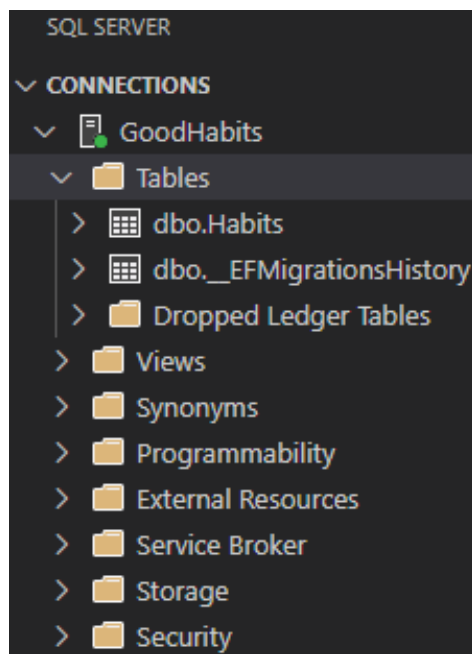 SQL SERVER
CONNECTIONS
GoodHabits
Tables
dbo.Habits
dbo.__EFMigrationsHistory
Dropped Ledger Tables
Views
Synonyms
Programmability
External Resources
Service Broker
Storage
Security